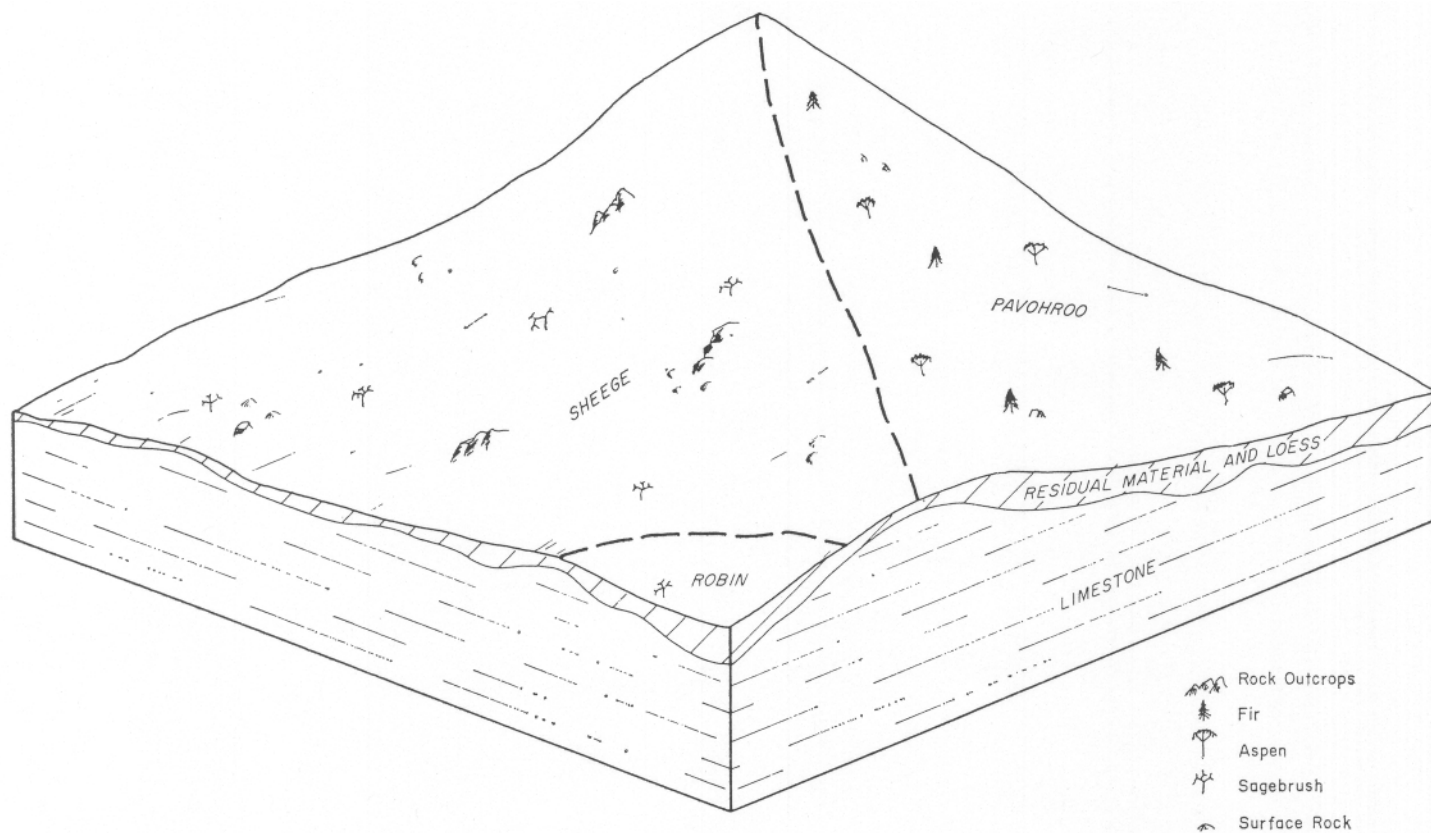 PAVOHROO
SHEEGE
RESIDUAL MATERIAL AND LOESS
ROBIN
LIMESTONE
Rock Outcrops
Fir
Aspen
Sagebrush
Surface Rock